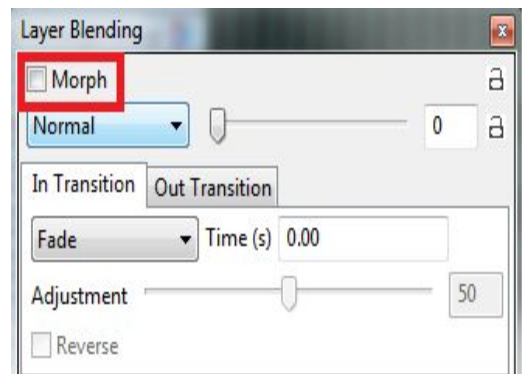 Layer Blending
Morph
Normal 0
In Transition Out Transition
Fade Time (s) 0.00
Adjustment 50
Reverse